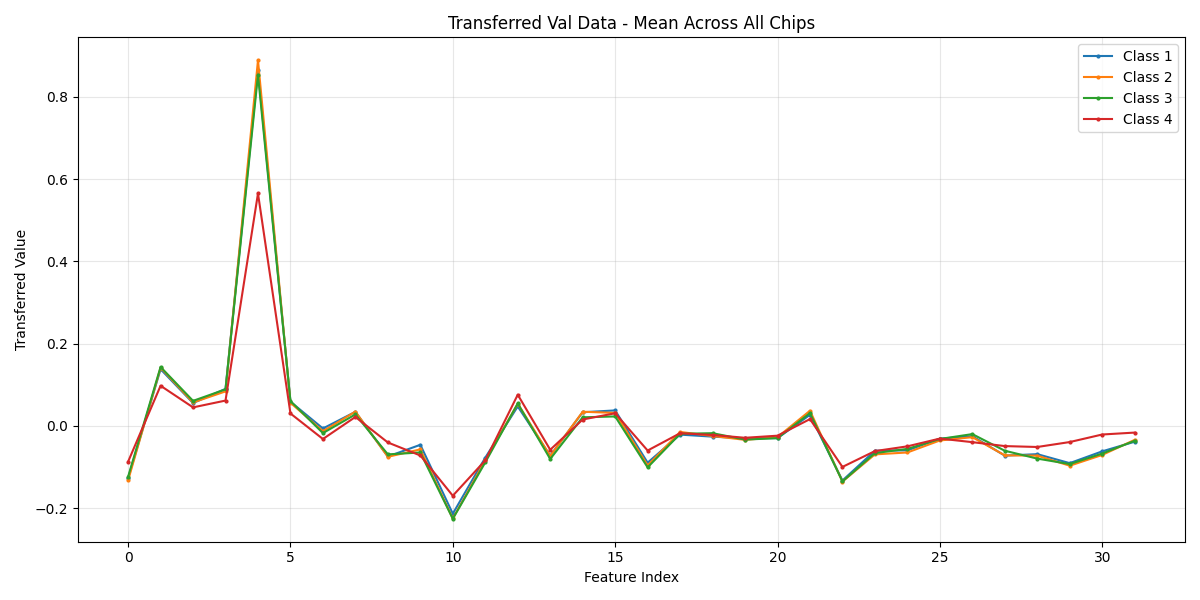 Transferred Val Data - Mean Across All Chips
Class 1
Class 2
Class 3
Class 4
Transferred Value
0.8
0.6
0.4
0.2
0.0
−0.2
0 5 10 15 20 25 30
Feature Index